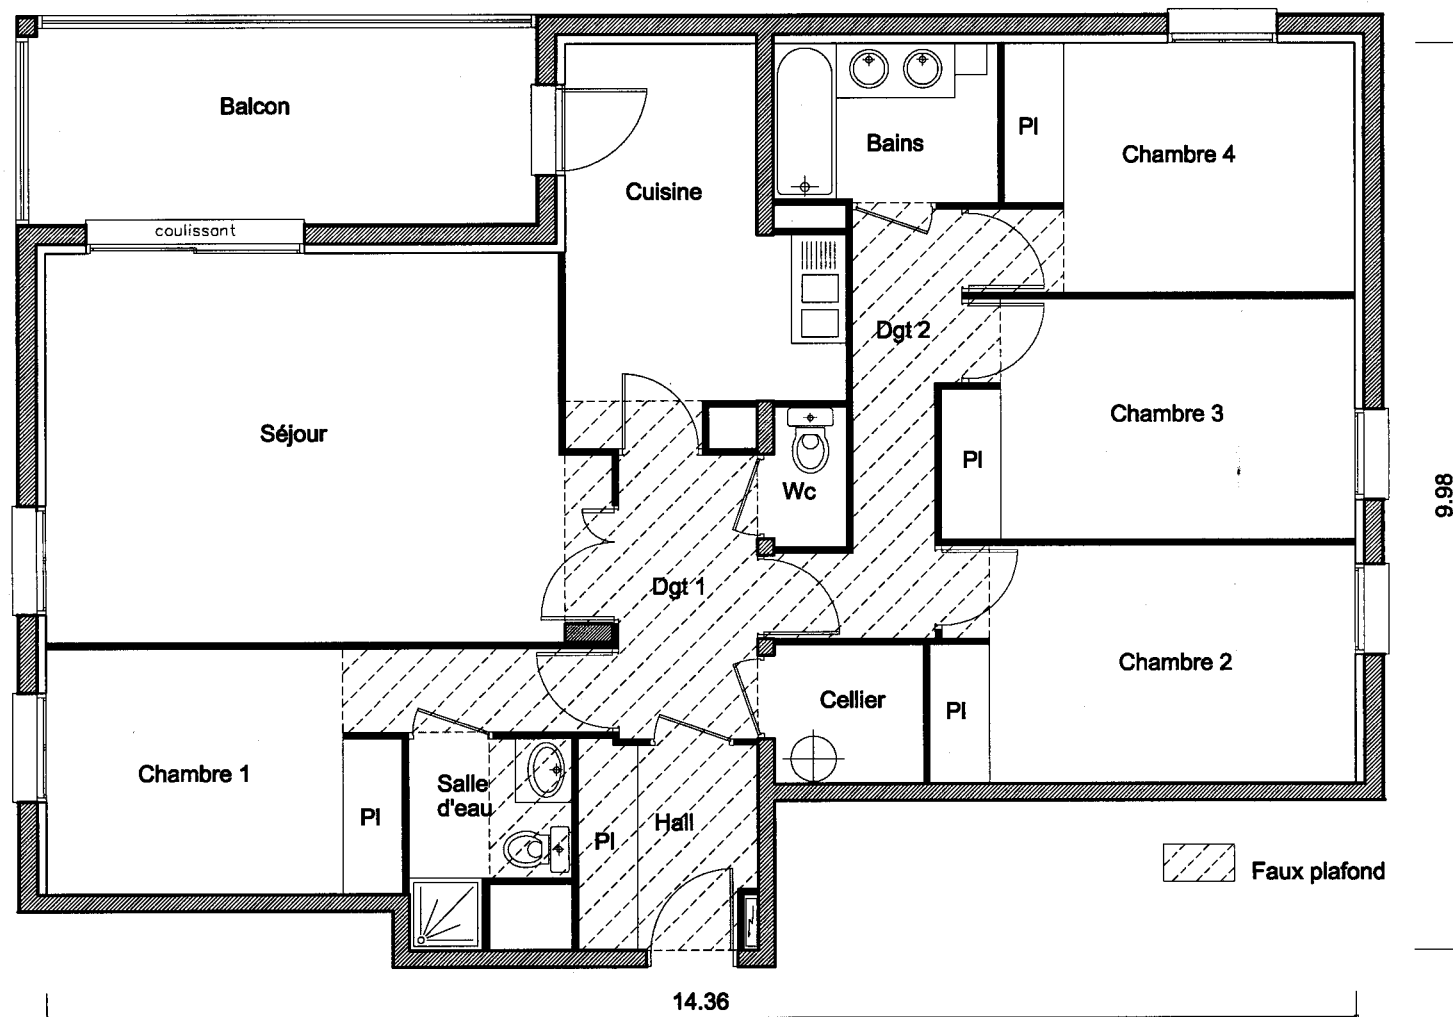 Balcon
coulissant
Cuisine
Bains
Pl
Chambre 4
Dgt 2
Séjour
Wc
Pl
Chambre 3
9.98
Dgt 1
Chambre 2
Cellier
Pl
Chambre 1
Pl
Salle
d'eau
Pl
Hall
Faux plafond
14.36